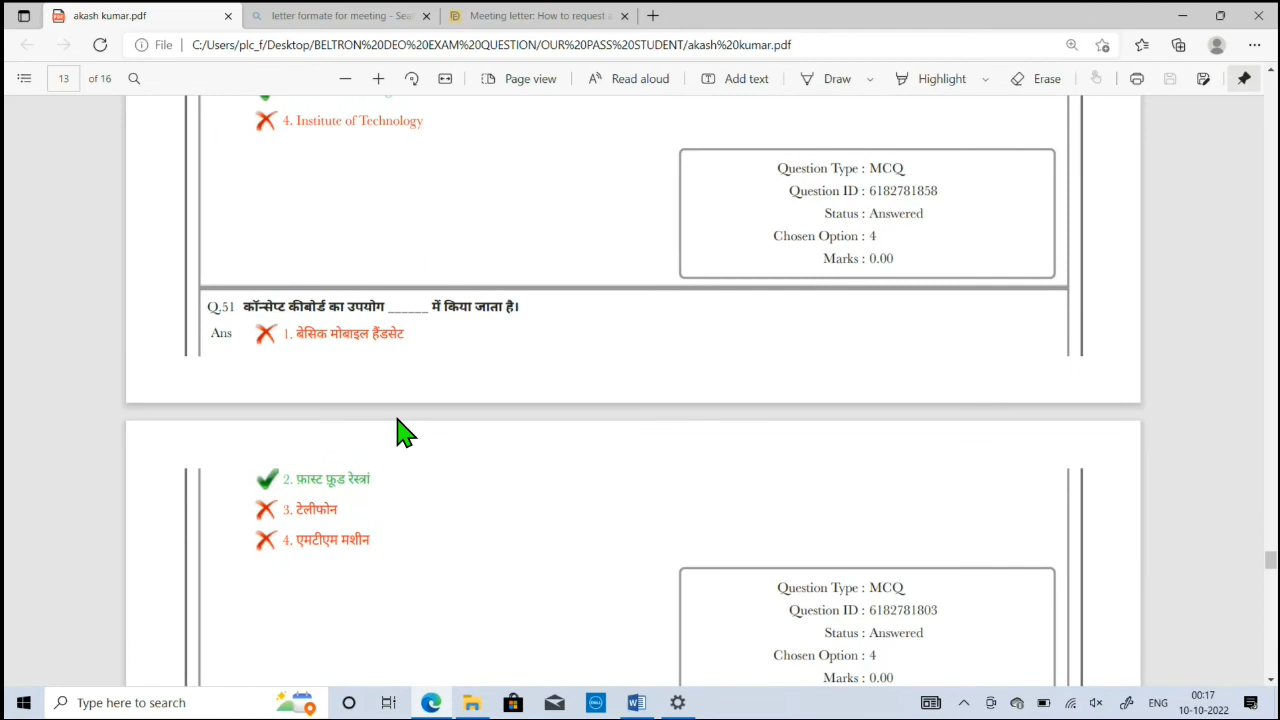 akash kumar.pdf
letter formate for meeting - Sea
Meeting letter: How to request a
File
C:/Users/plc_f/Desktop/BELTRON%20DEO%20EXAM%20QUESTION/OUR%20PASS%20STUDENT/akash%20kumar.pdf
13 of 16
Page view
Read aloud
Add text
Draw
Highlight
Erase
4. Institute of Technology
Question Type : MCQ
Question ID : 6182781858
Status : Answered
Chosen Option : 4
Marks : 0.00
Q.51 कॉन्सेप्ट कीबोर्ड का उपयोग ______ में किया जाता है।
Ans 1. बेसिक मोबाइल हैंडसेट
2. फ़ास्ट फ़ूड रेस्त्रां
3. टेलीफोन
4. एमटीएम मशीन
Question Type : MCQ
Question ID : 6182781803
Status : Answered
Chosen Option : 4
Marks : 0.00
Type here to search
ENG
00:17
10-10-2022